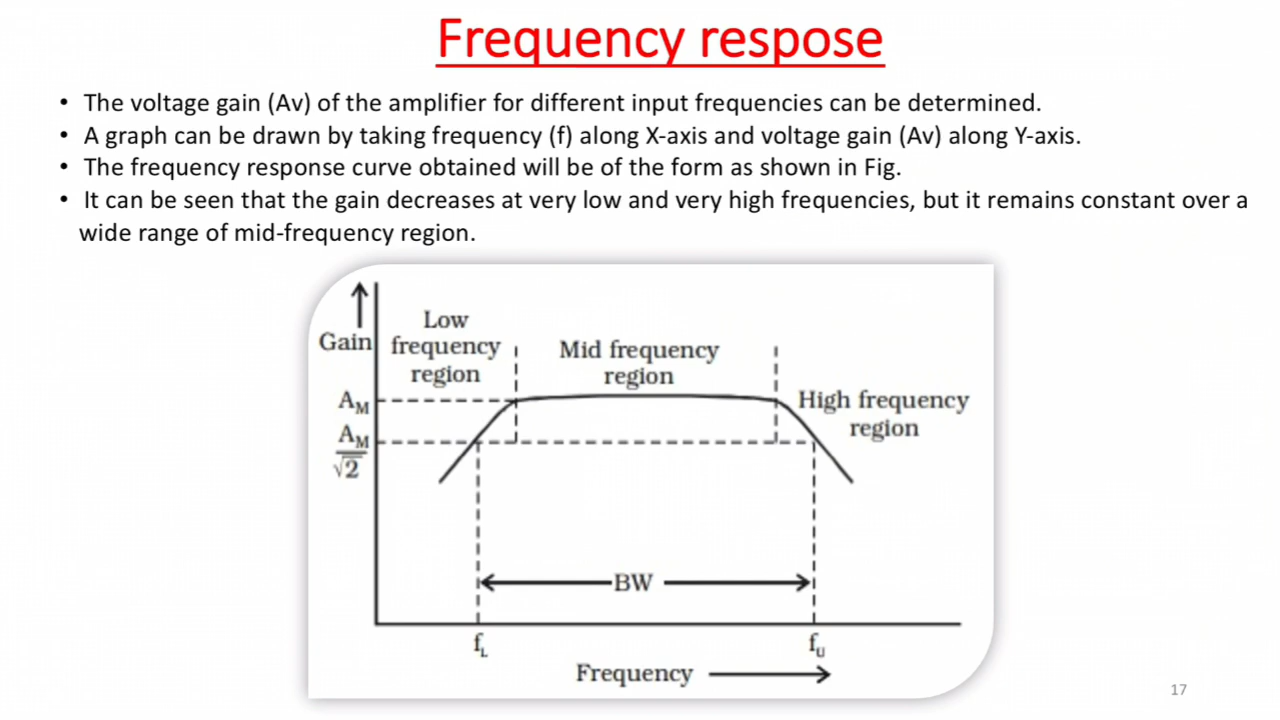 Frequency respose
• The voltage gain (Av) of the amplifier for different input frequencies can be determined.
• A graph can be drawn by taking frequency (f) along X-axis and voltage gain (Av) along Y-axis.
• The frequency response curve obtained will be of the form as shown in Fig.
• It can be seen that the gain decreases at very low and very high frequencies, but it remains constant over a
wide range of mid-frequency region.
Gain
Low
frequency
region
Mid frequency
region
High frequency
region
A_M
A_M
√2
BW
f_L
f_U
Frequency
17